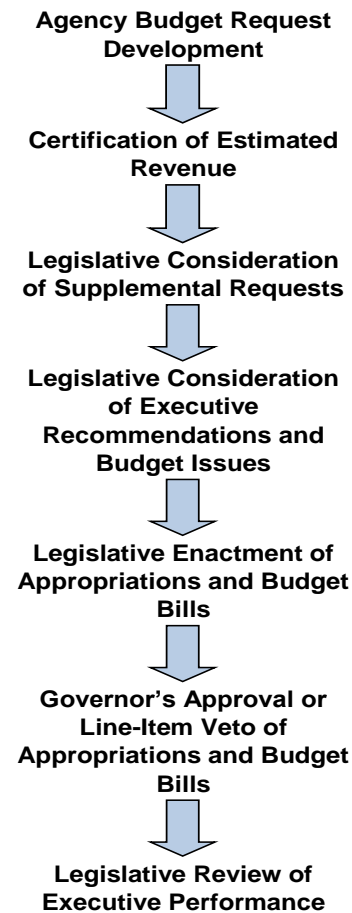 Agency Budget Request
Development
Certification of Estimated
Revenue
Legislative Consideration
of Supplemental Requests
Legislative Consideration
of Executive
Recommendations and
Budget Issues
Legislative Enactment of
Appropriations and Budget
Bills
Governor’s Approval or
Line-Item Veto of
Appropriations and Budget
Bills
Legislative Review of
Executive Performance